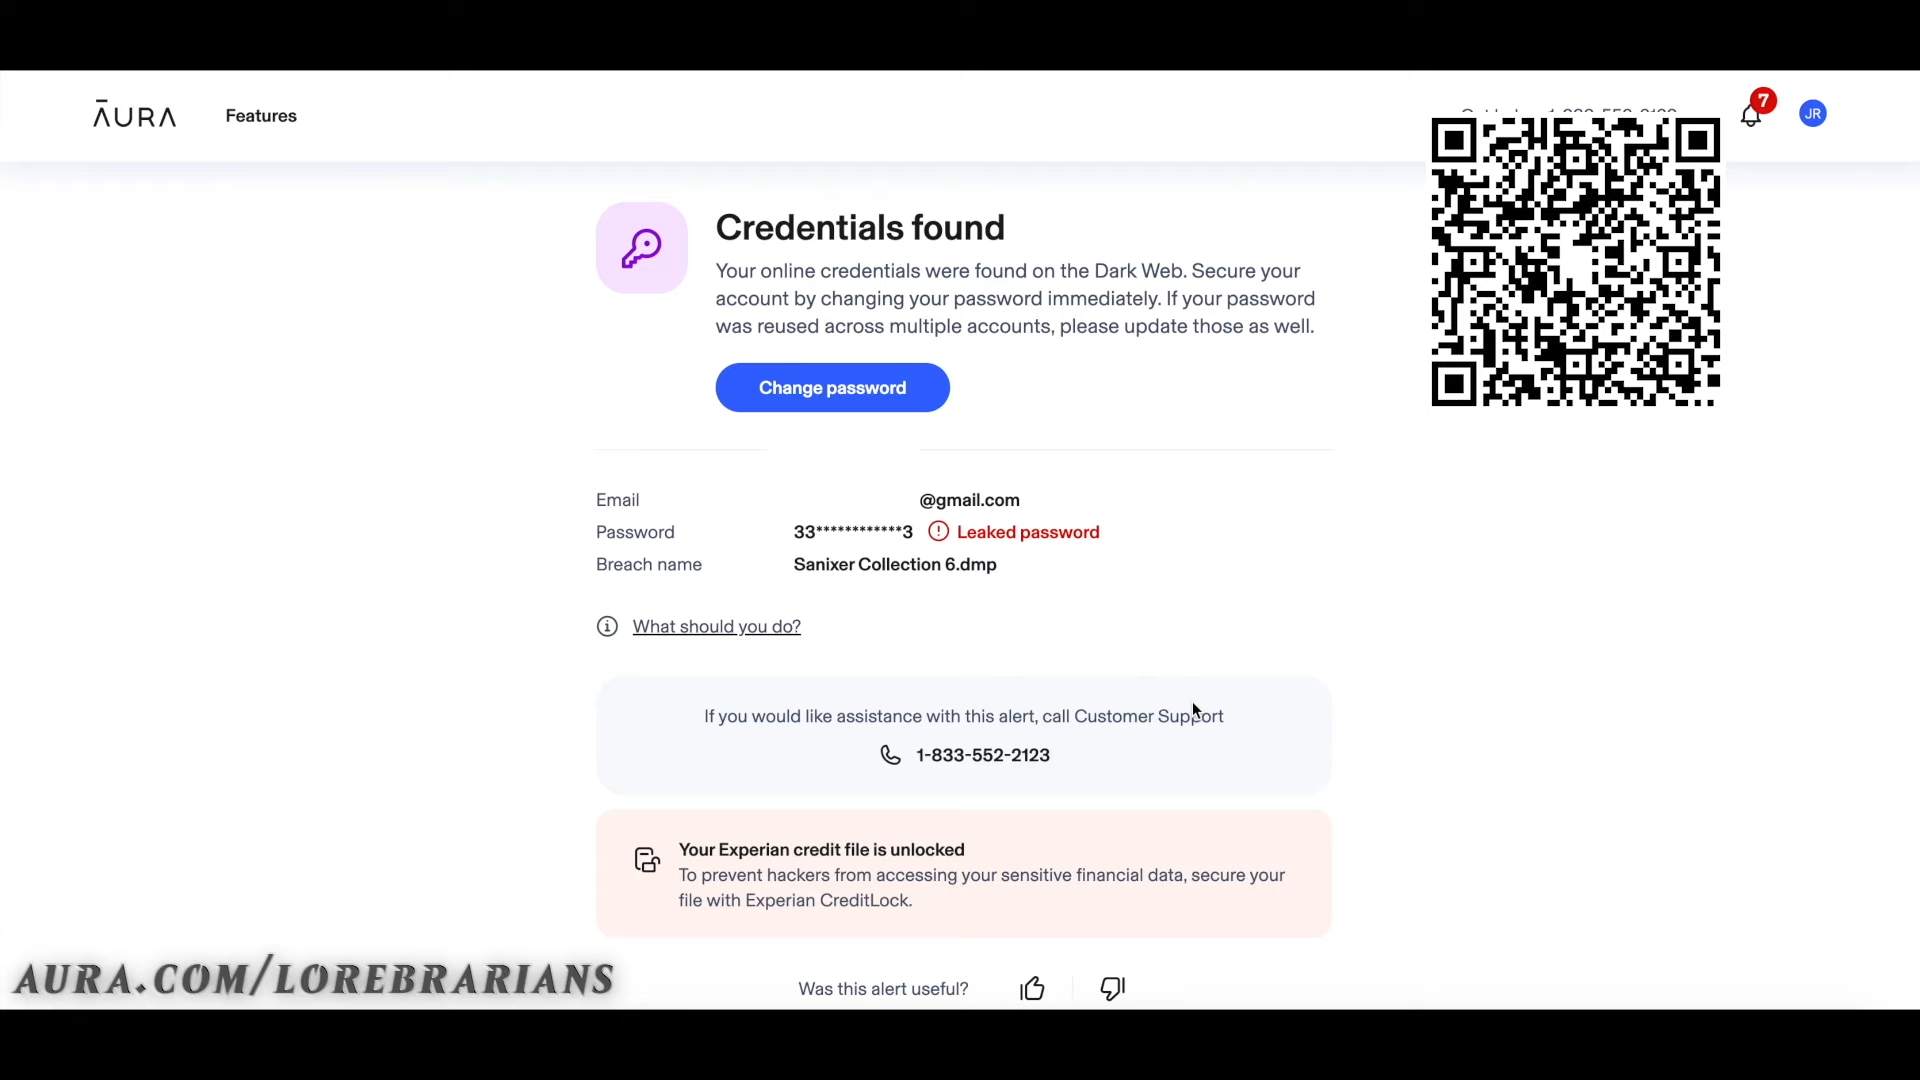 ĀURA
Features
7
JR
Credentials found
Your online credentials were found on the Dark Web. Secure your
account by changing your password immediately. If your password
was reused across multiple accounts, please update those as well.
Change password
Email @gmail.com
Password 33************3 Leaked password
Breach name Sanixer Collection 6.dmp
What should you do?
If you would like assistance with this alert, call Customer Support
1-833-552-2123
Your Experian credit file is unlocked
To prevent hackers from accessing your sensitive financial data, secure your
file with Experian CreditLock.
AURA.COM/LOREBRARIANS
Was this alert useful?